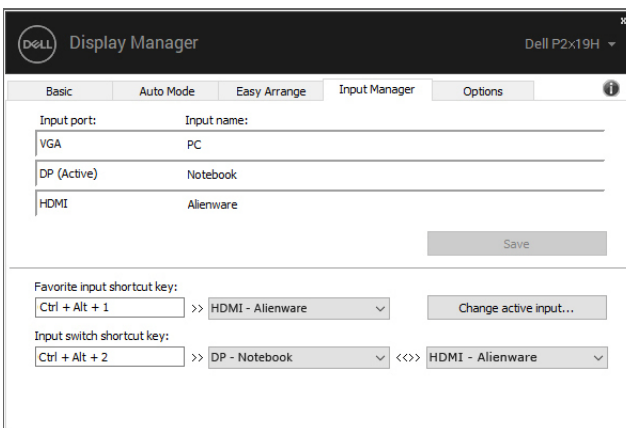 x
DELL Display Manager Dell P2x19H
Basic Auto Mode Easy Arrange Input Manager Options i
Input port: Input name:
VGA PC
DP (Active) Notebook
HDMI Alienware
Save
Favorite input shortcut key:
Ctrl + Alt + 1 >> HDMI - Alienware Change active input...
Input switch shortcut key:
Ctrl + Alt + 2 >> DP - Notebook <<>> HDMI - Alienware